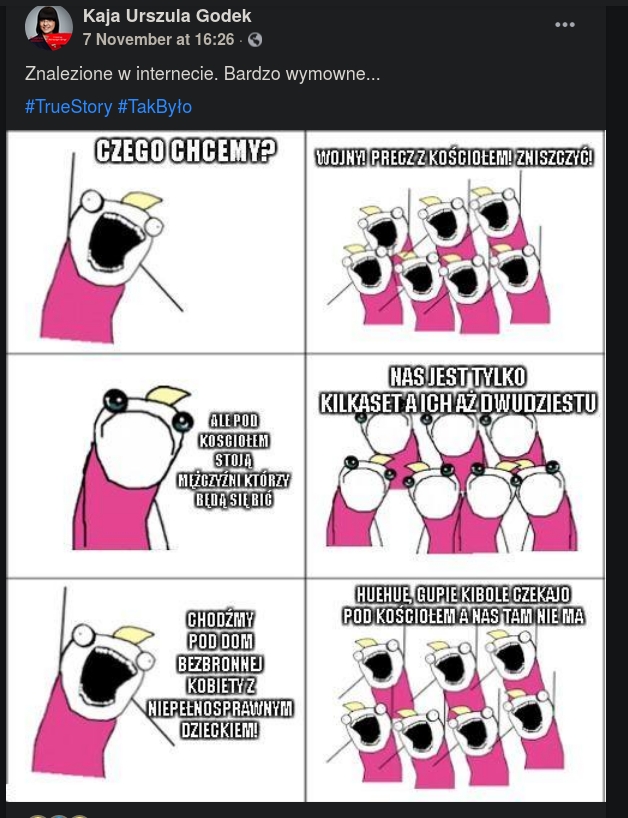 Kaja Urszula Godek
7 November at 16:26 ·
Znalezione w internecie. Bardzo wymowne...
#TrueStory #TakByło
CZEGO CHCEMY?
WOJNY! PRECZ Z KOŚCIOŁEM! ZNISZCZYĆ!
ALE POD
KOŚCIOŁEM
STOJĄ
MĘŻCZYŹNI KTÓRZY
BĘDĄ SIĘ BIĆ
NAS JEST TYLKO
KILKASET A ICH AŻ DWUDZIESTU
CHODŹMY
POD DOM
BEZBRONNEJ
KOBIETY Z
NIEPEŁNOSPRAWNYM
DZIECKIEM!
HUEHUE, GUPIE KIBOLE CZEKAJO
POD KOŚCIOŁEM A NAS TAM NIE MA